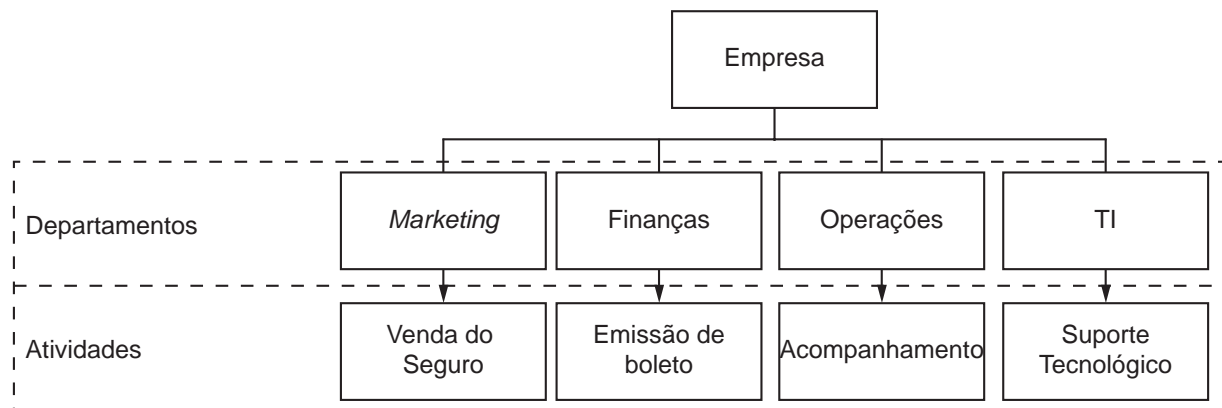 Empresa
Departamentos
Marketing
Finanças
Operações
TI
Atividades
Venda do
Seguro
Emissão de
boleto
Acompanhamento
Suporte
Tecnológico